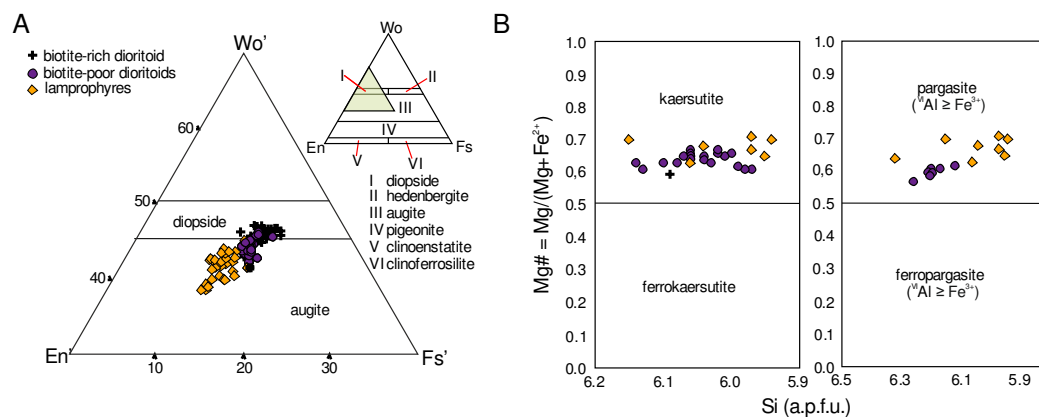 A
Wo’
✚ biotite-rich dioritoid
biotite-poor dioritoids
lamprophyres
60
50
40
diopside
augite
En’
10
20
30
Fs’
Wo
I
II
III
IV
En
Fs
V
VI
I diopside
II hedenbergite
III augite
IV pigeonite
V clinoenstatite
VI clinoferrosilite
B
Mg# = Mg/(Mg+Fe²⁺)
1.0
0.9
0.8
0.7
0.6
0.5
0.4
0.3
0.2
0.1
0.0
kaersutite
ferrokaersutite
6.2
6.1
6.0
5.9
1.0
0.9
0.8
0.7
0.6
0.5
0.4
0.3
0.2
0.1
0.0
pargasite
(ⱽᴵAl ≥ Fe³⁺)
ferropargasite
(ⱽᴵAl ≥ Fe³⁺)
6.5
6.3
6.1
5.9
Si (a.p.f.u.)